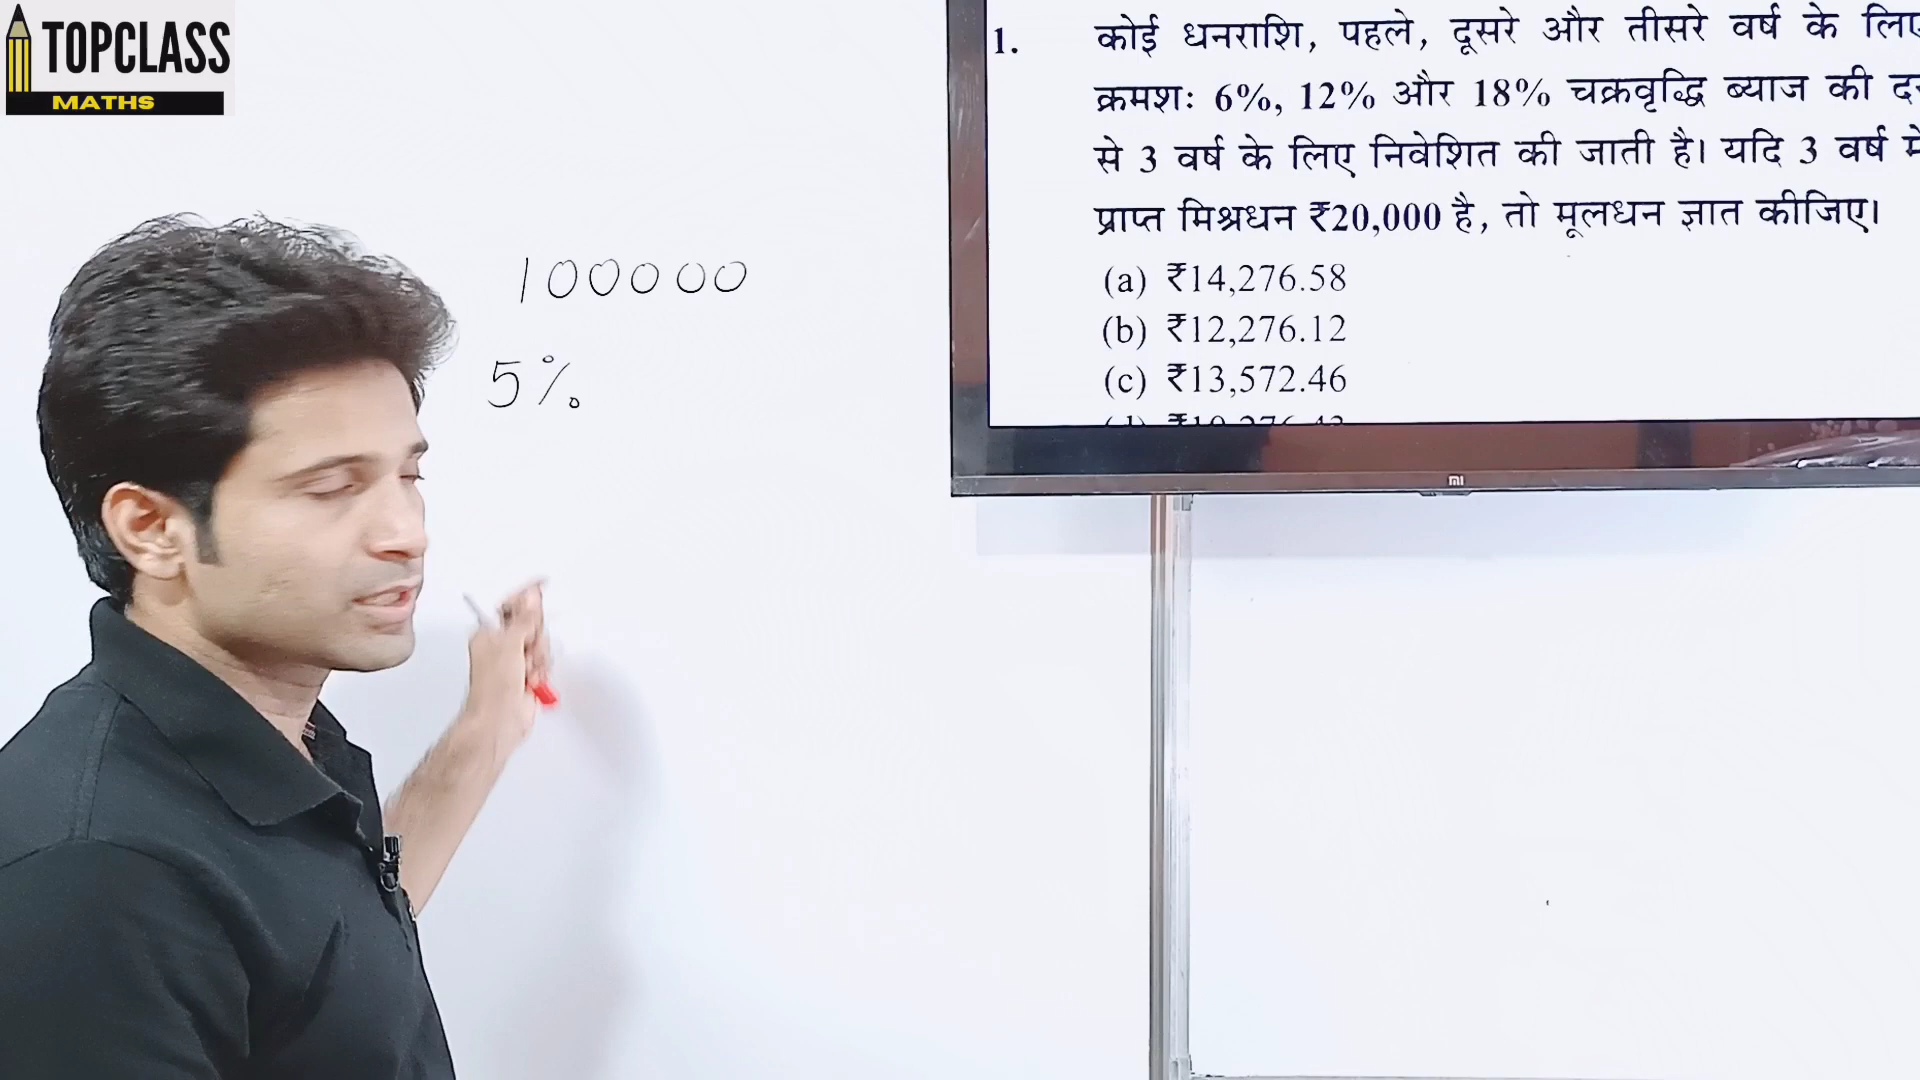 TOPCLASS
MATHS
100000
5%
1. कोई धनराशि, पहले, दूसरे और तीसरे वर्ष के
क्रमशः 6%, 12% और 18% चक्रवृद्धि ब्याज की
से 3 वर्ष के लिए निवेशित की जाती है। यदि 3 वर्ष
प्राप्त मिश्रधन ₹20,000 है, तो मूलधन ज्ञात कीजिए।
(a) ₹14,276.58
(b) ₹12,276.12
(c) ₹13,572.46
mi